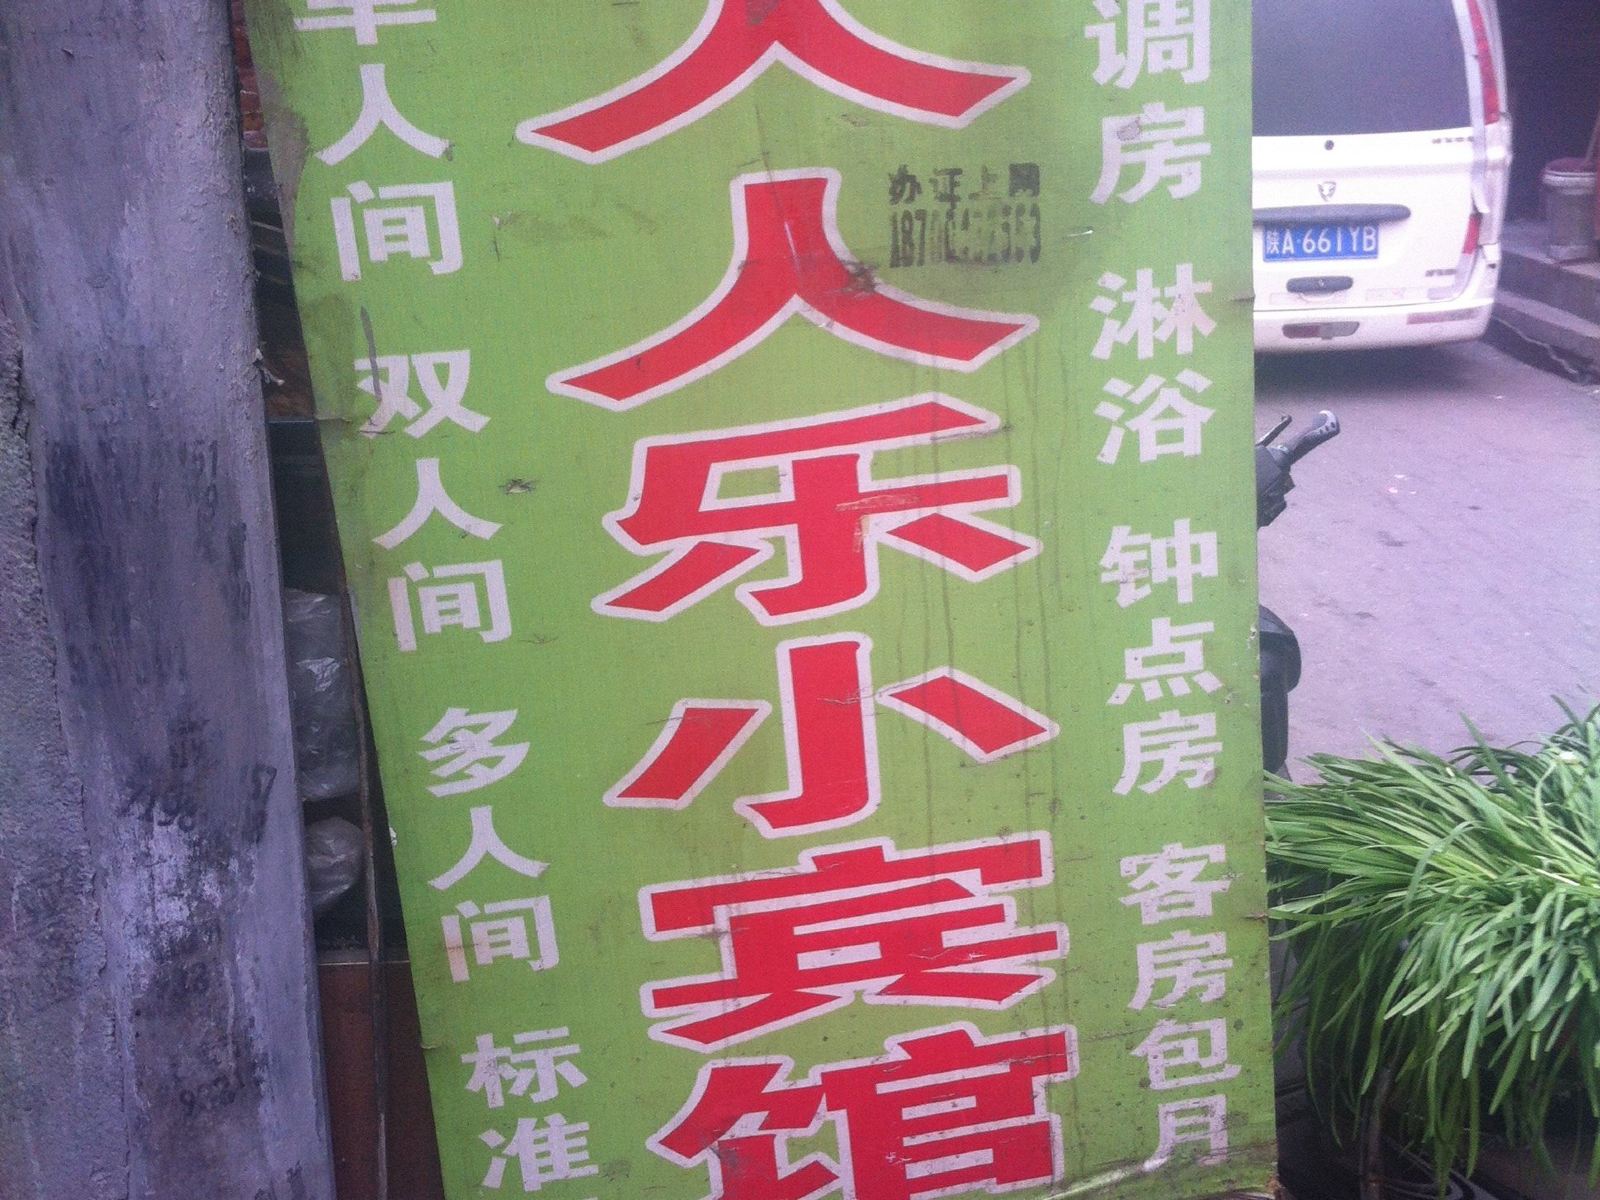 单人间 双人间 多人间 标准
人人乐小宾馆
调房 淋浴 钟点房 客房包月
办证上网
陕A·661YB